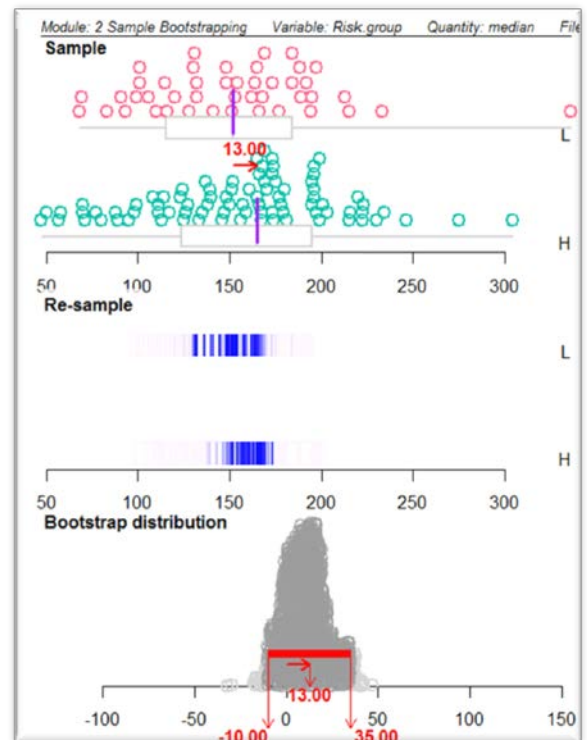 Module: 2 Sample Bootstrapping Variable: Risk.group Quantity: median File
Sample
L
13.00
H
50 100 150 200 250 300
Re-sample
L
H
50 100 150 200 250 300
Bootstrap distribution
13.00
-100 -50 0 50 100 150
-10.00 35.00